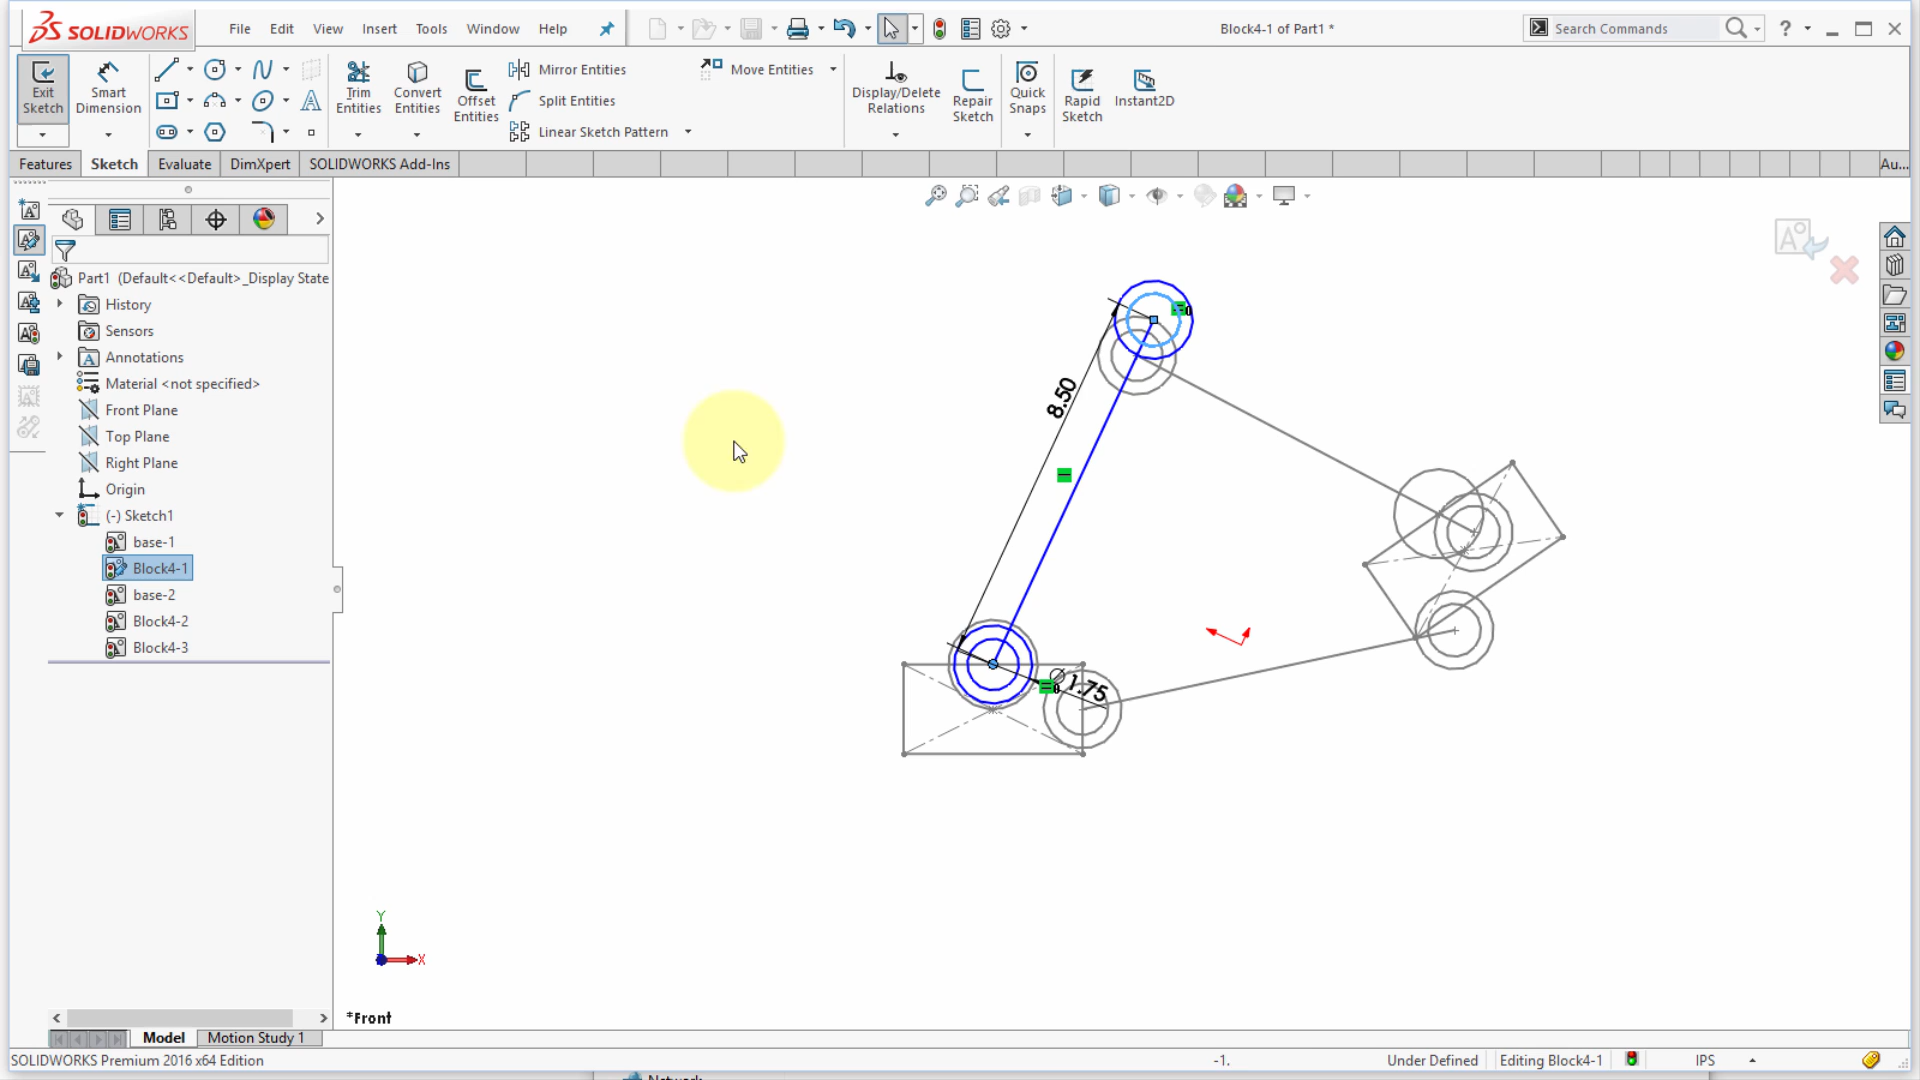 SOLIDWORKS
File
Edit
View
Insert
Tools
Window
Help
Block4-1 of Part1 *
Search Commands
?
Exit Sketch
Smart Dimension
Trim Entities
Convert Entities
Offset Entities
Mirror Entities
Split Entities
Linear Sketch Pattern
Move Entities
Display/Delete Relations
Repair Sketch
Quick Snaps
Rapid Sketch
Instant2D
Features
Sketch
Evaluate
DimXpert
SOLIDWORKS Add-Ins
Au...
Part1 (Default<<Default>_Display State
History
Sensors
Annotations
Material <not specified>
Front Plane
Top Plane
Right Plane
Origin
(-) Sketch1
base-1
Block4-1
base-2
Block4-2
Block4-3
8.50
0
0
⌀1.75
Y
X
*Front
Model
Motion Study 1
SOLIDWORKS Premium 2016 x64 Edition
-1.
Under Defined
Editing Block4-1
IPS